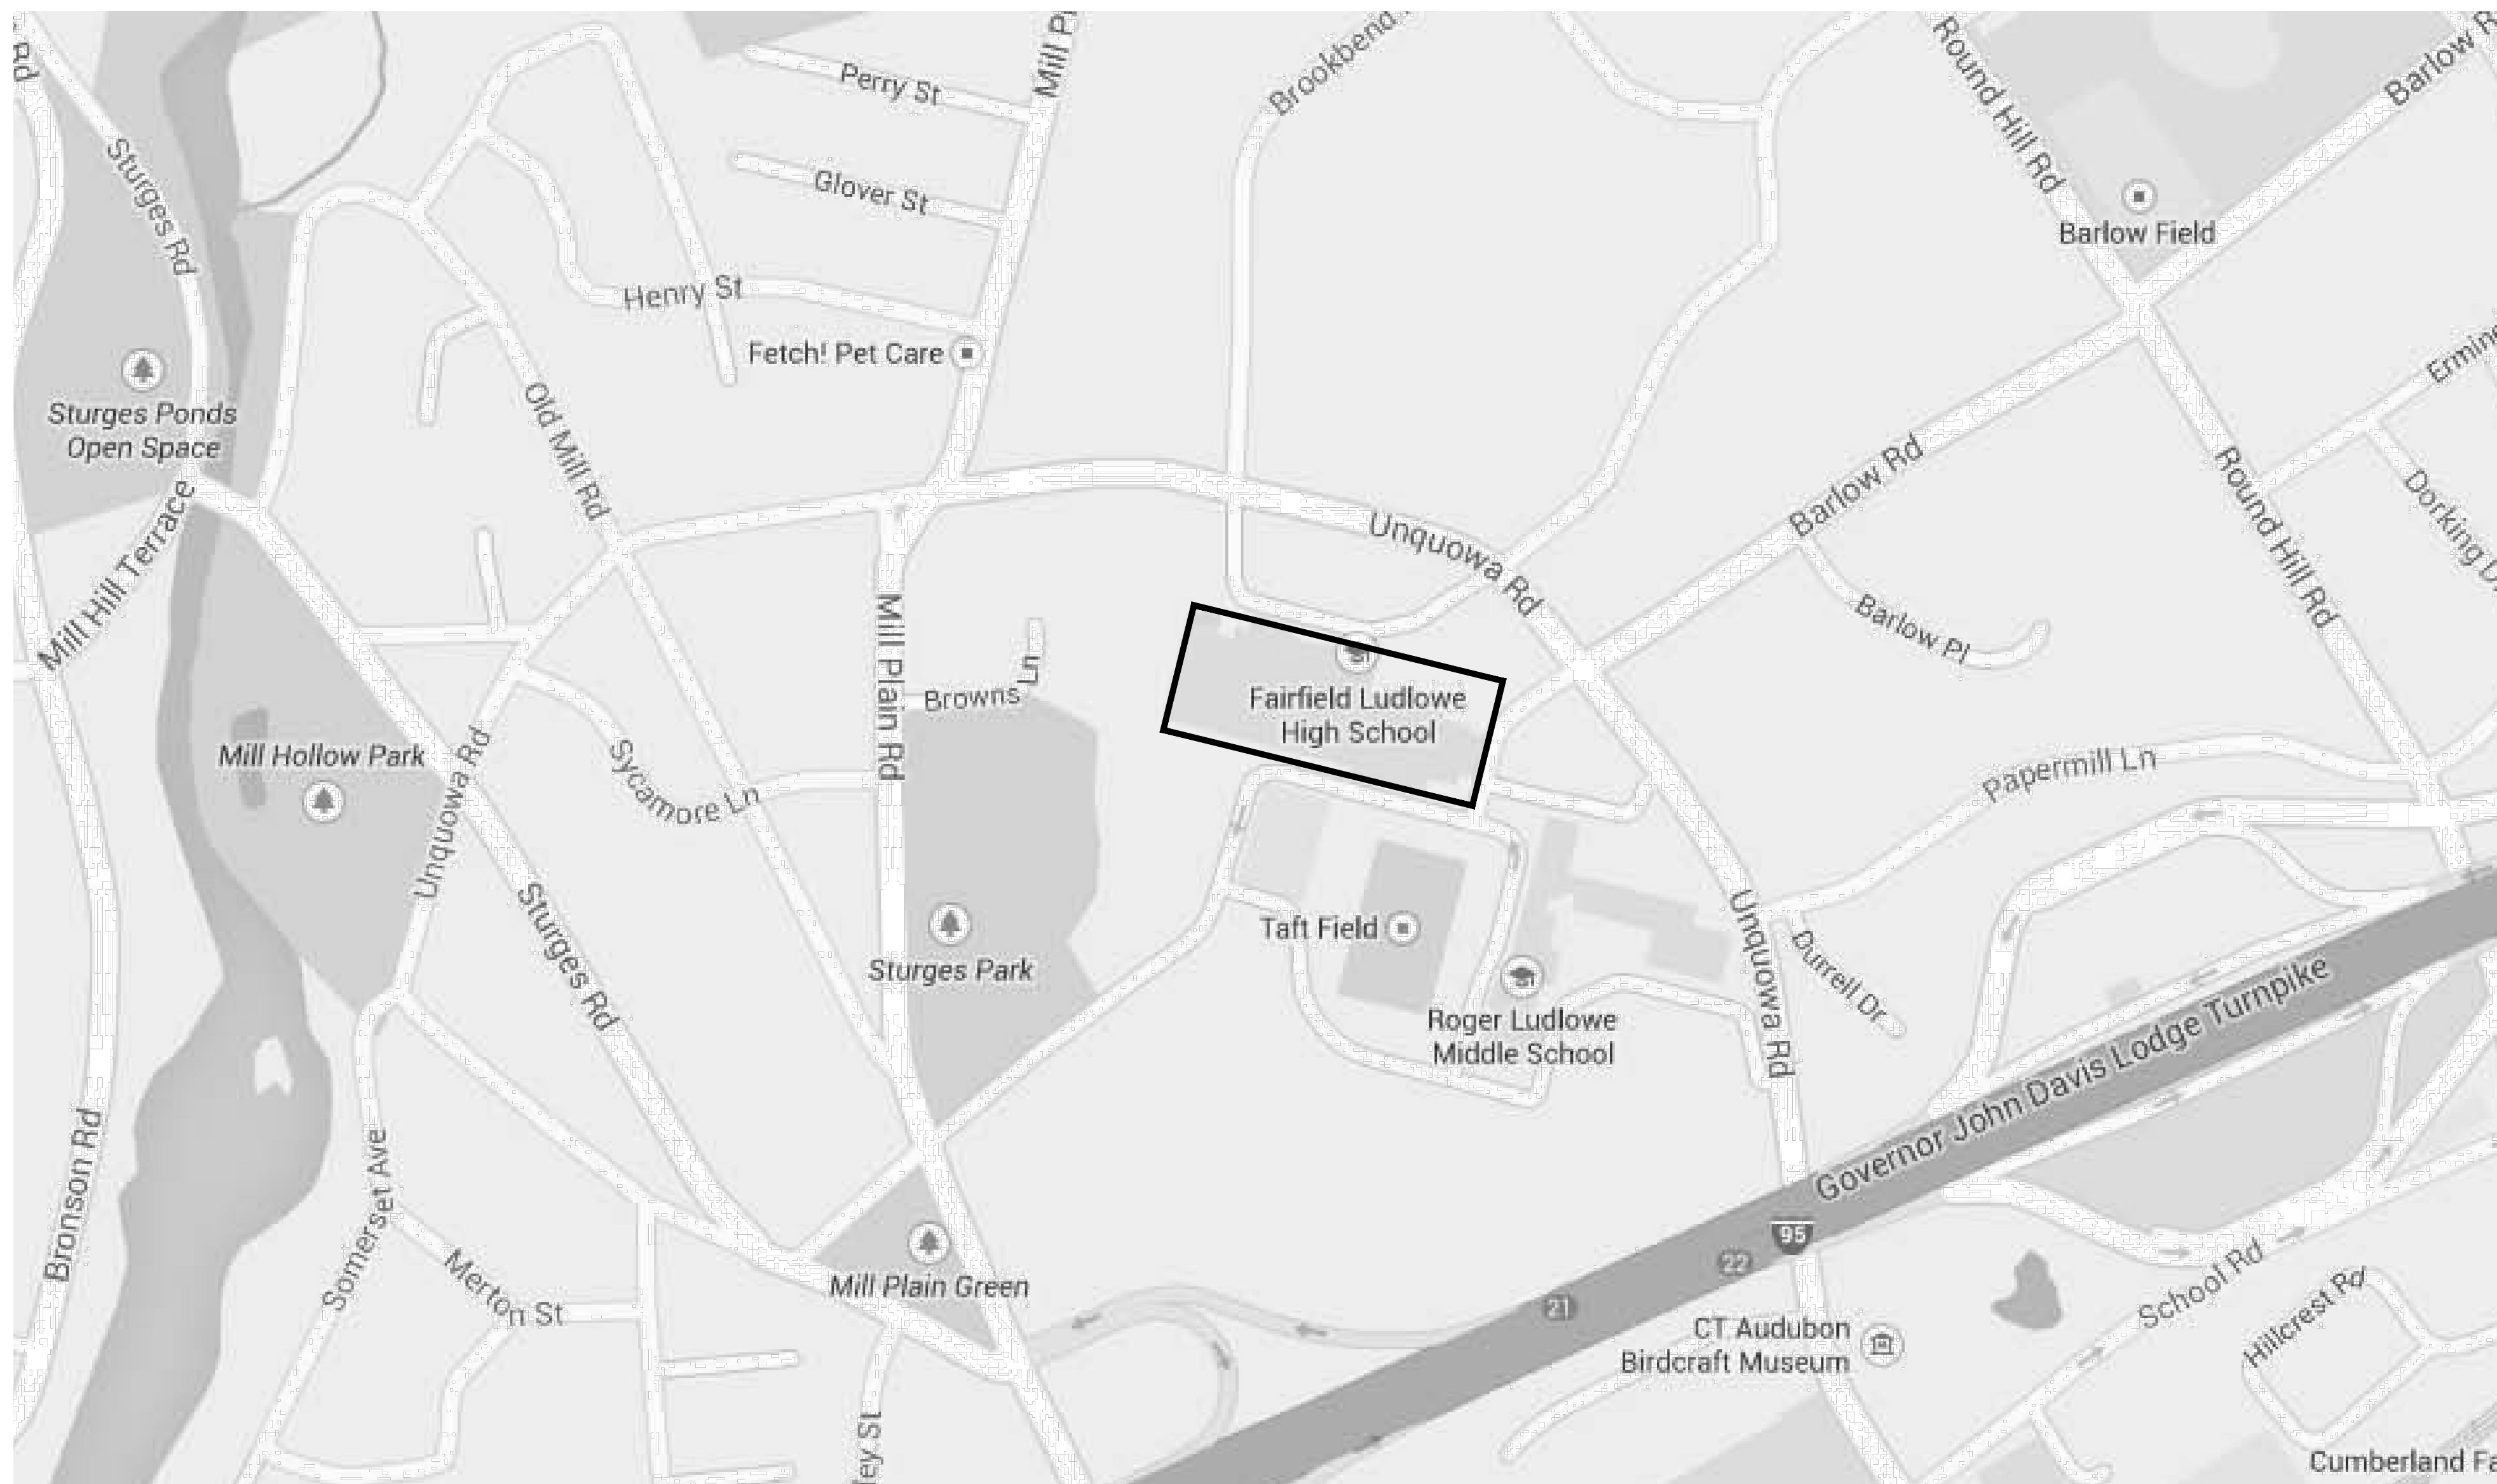 Rd
Perry St
Mill Pl
Brookbend
Round Hill Rd
Barlow R
Sturges Rd
Glover St
Barlow Field
Henry St
Fetch! Pet Care
Ermine
Sturges Ponds
Open Space
Old Mill Rd
Mill Hill Terrace
Barlow Rd
Round Hill Rd
Dorking D
Unquowa Rd
Barlow Pl
Mill Plain Rd
Browns Ln
Fairfield Ludlowe
High School
Mill Hollow Park
Unquowa Rd
Sycamore Ln
Papermill Ln
Sturges Rd
Sturges Park
Taft Field
Unquowa Rd
Durrell Dr
Roger Ludlowe
Middle School
Governor John Davis Lodge Turnpike
Bronson Rd
Somerset Ave
Merton St
Mill Plain Green
95
22
21
School Rd
Hillcrest Rd
CT Audubon
Birdcraft Museum
ey St
Cumberland Fa